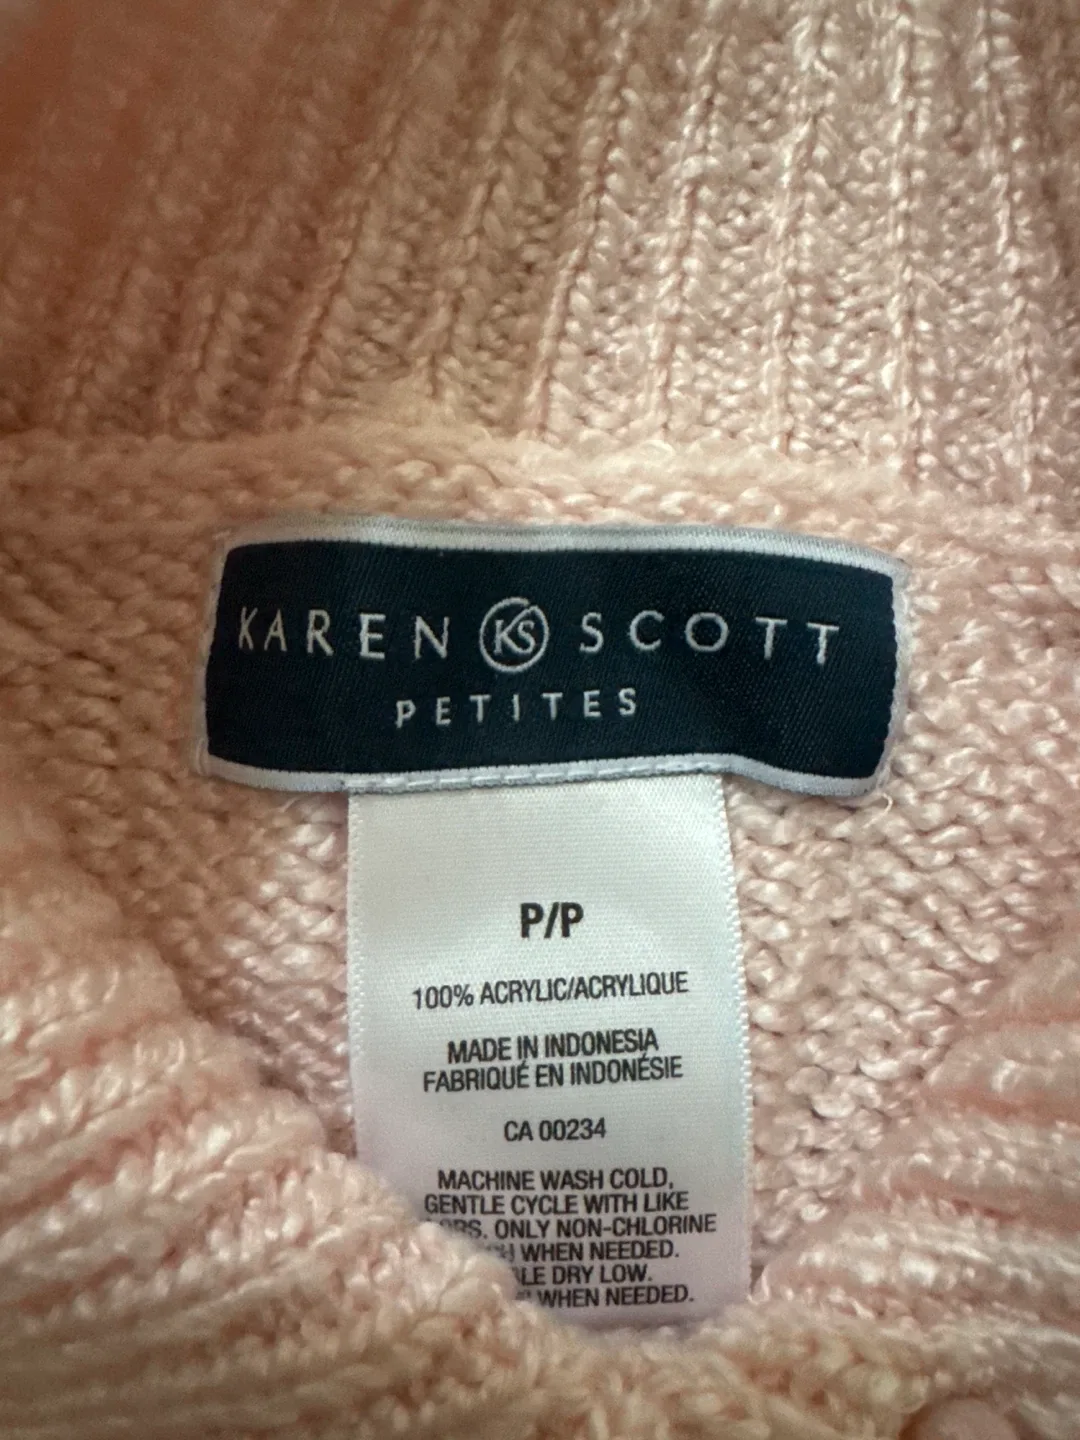 KAREN KS SCOTT
PETITES
P/P
100% ACRYLIC/ACRYLIQUE
MADE IN INDONESIA
FABRIQUÉ EN INDONÉSIE
CA 00234
MACHINE WASH COLD,
GENTLE CYCLE WITH LIKE
ONLY NON-CHLORINE
WHEN NEEDED.
DRY LOW.
WHEN NEEDED.